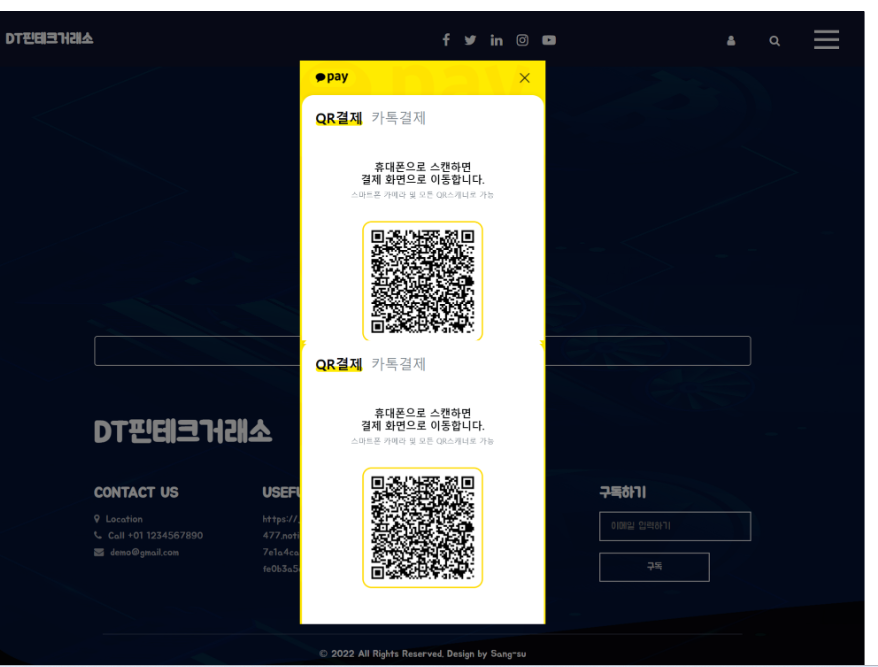 DT핀테크거래소
pay
QR결제 카톡결제
휴대폰으로 스캔하면
결제 화면으로 이동합니다.
스마트폰 카메라 및 모든 QR스캐너로 가능
QR결제 카톡결제
휴대폰으로 스캔하면
결제 화면으로 이동합니다.
스마트폰 카메라 및 모든 QR스캐너로 가능
DT핀테크거래소
CONTACT US
Location
Call +01 1234567890
demo@gmail.com
USEFU
https://
477.noti
7e1a4ca
fe0b3a5
구독하기
이메일 입력하기
구독
© 2022 All Rights Reserved. Design by Sang-su